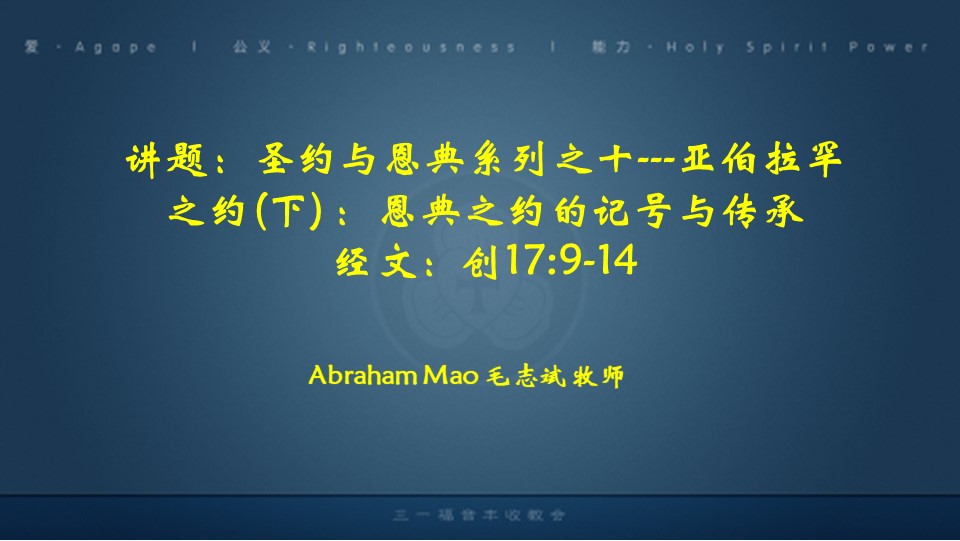 爱 · Agape | 公义 · Righteousness | 能力 · Holy Spirit Power
讲题：圣约与恩典系列之十---亚伯拉罕
之约(下)：恩典之约的记号与传承
经文：创17:9-14
Abraham Mao 毛志斌牧师
三一福音丰收教会